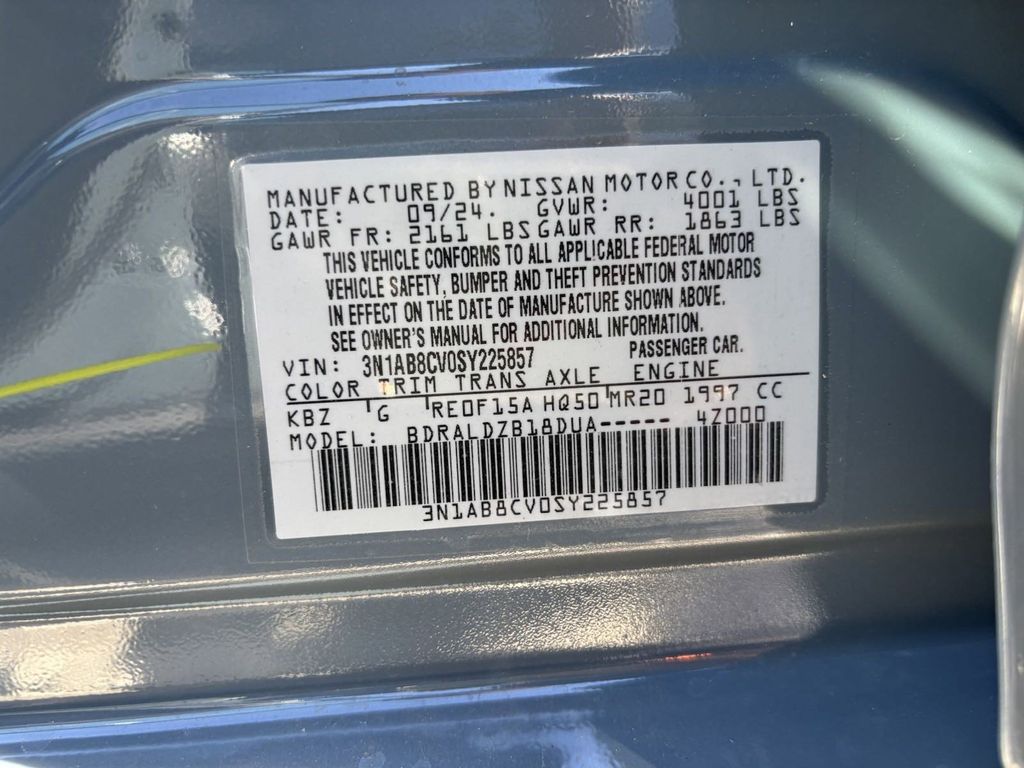 MANUFACTURED BY NISSAN MOTOR CO., LTD.
DATE: 09/24. GVWR: 4001 LBS
GAWR FR: 2161 LBS GAWR RR: 1863 LBS
THIS VEHICLE CONFORMS TO ALL APPLICABLE FEDERAL MOTOR
VEHICLE SAFETY, BUMPER AND THEFT PREVENTION STANDARDS
IN EFFECT ON THE DATE OF MANUFACTURE SHOWN ABOVE.
SEE OWNER'S MANUAL FOR ADDITIONAL INFORMATION.
VIN: 3N1AB8CV0SY225857 PASSENGER CAR.
COLOR TRIM TRANS AXLE ENGINE
KBZ G RE0F15A HQ50 MR20 1997 CC
MODEL: BDRALDZB18DUA----- 4Z000
3N1AB8CV0SY225857